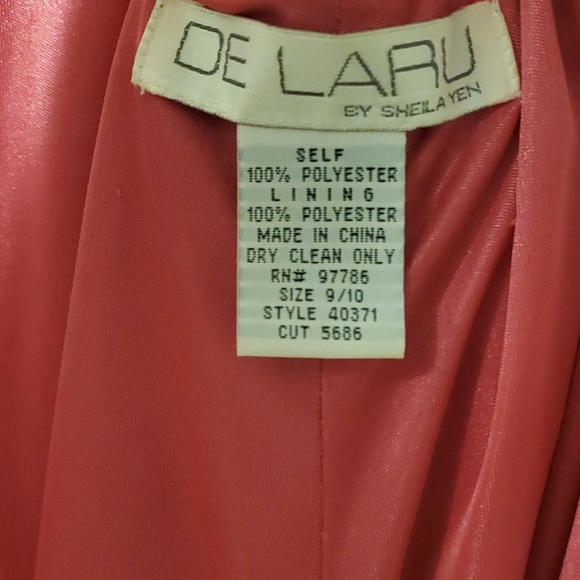 DE LARU
BY SHEILA YEN
SELF
100% POLYESTER
LINING
100% POLYESTER
MADE IN CHINA
DRY CLEAN ONLY
RN# 97786
SIZE 9/10
STYLE 40371
CUT 5686